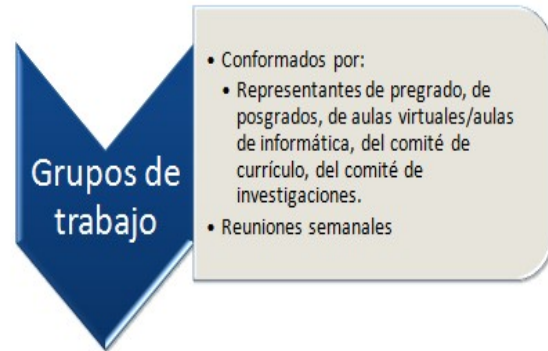 Grupos de
trabajo
• Conformados por:
• Representantes de pregrado, de
posgrados, de aulas virtuales/aulas
de informática, del comité de
currículo, del comité de
investigaciones.
• Reuniones semanales